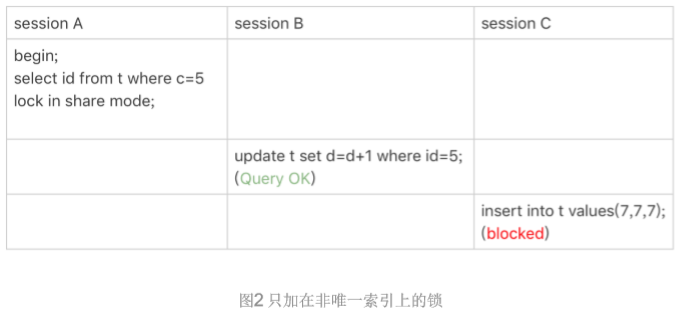 session A
session B
session C
begin;
select id from t where c=5
lock in share mode;
update t set d=d+1 where id=5;
(Query OK)
insert into t values(7,7,7);
(blocked)
图2 只加在非唯一索引上的锁